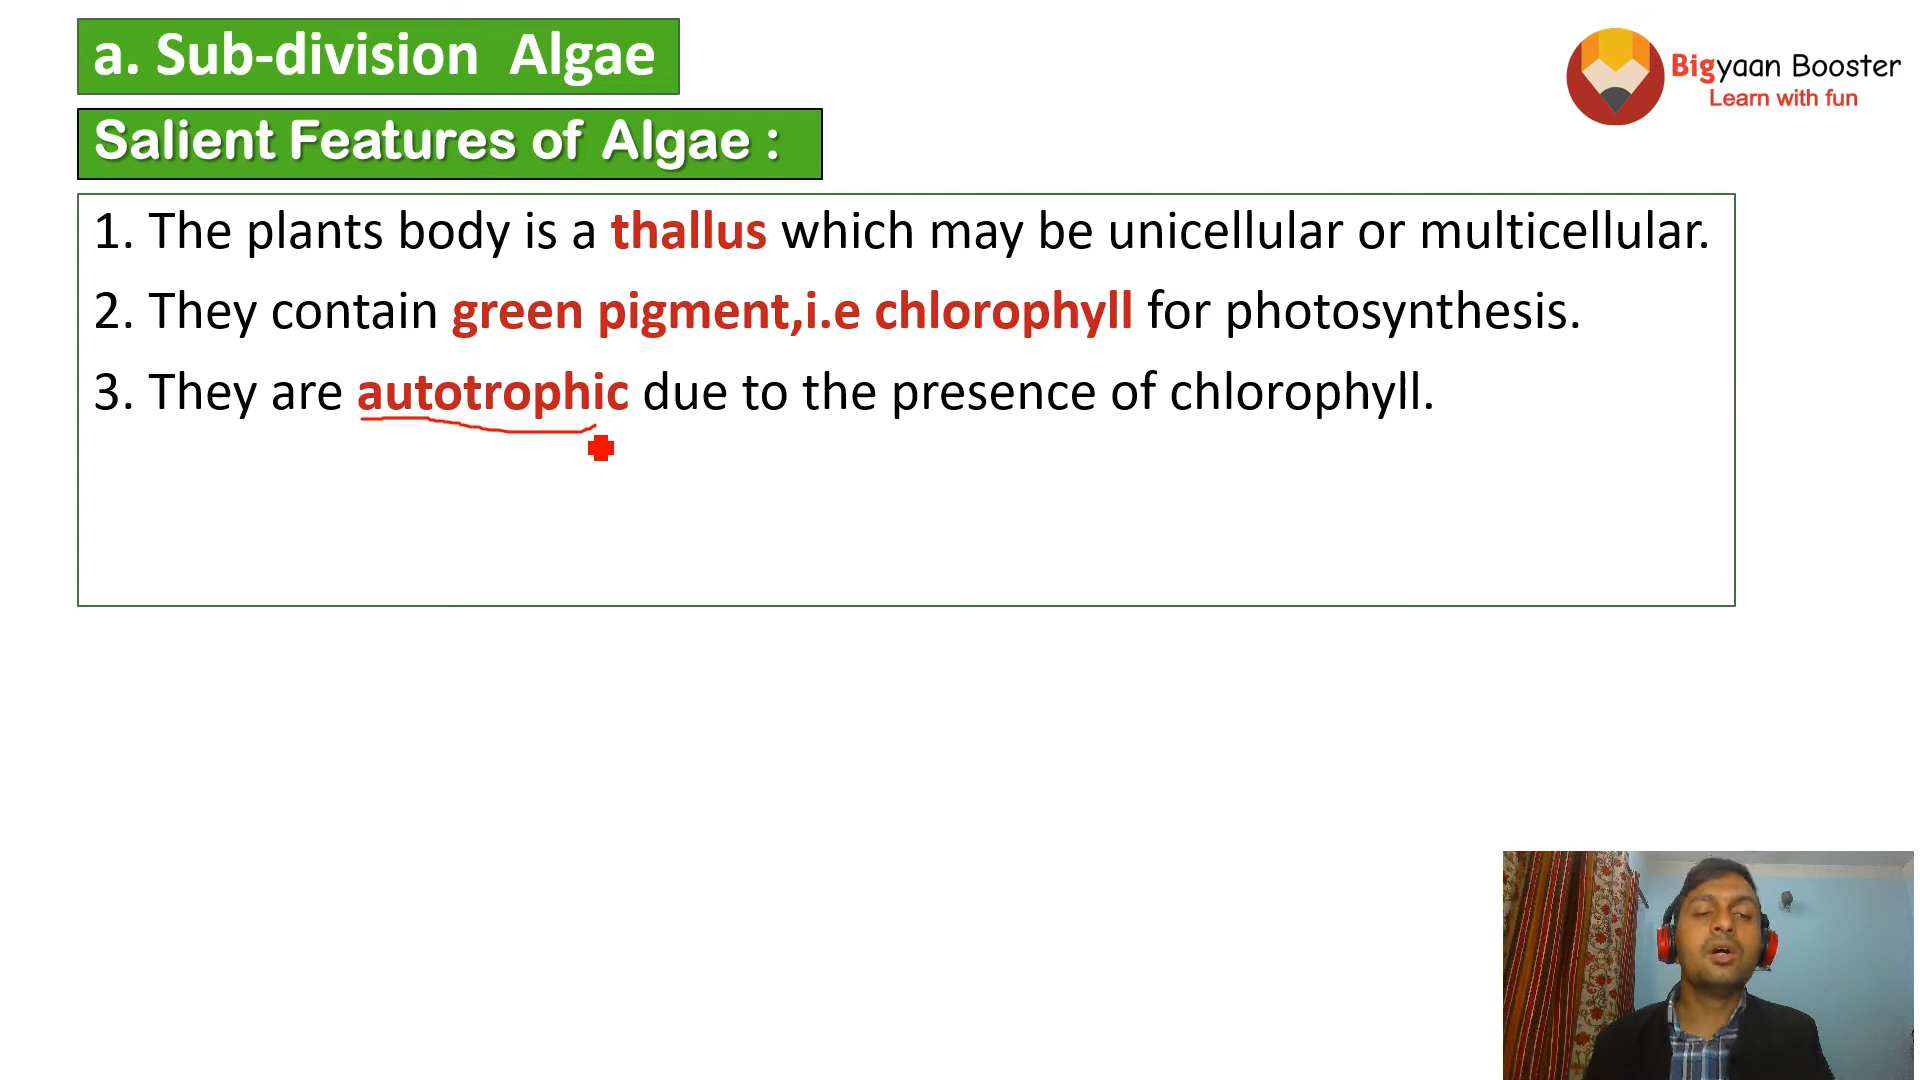 a. Sub-division Algae
Bigyaan Booster
Learn with fun
Salient Features of Algae :
1. The plants body is a thallus which may be unicellular or multicellular.
2. They contain green pigment,i.e chlorophyll for photosynthesis.
3. They are autotrophic due to the presence of chlorophyll.